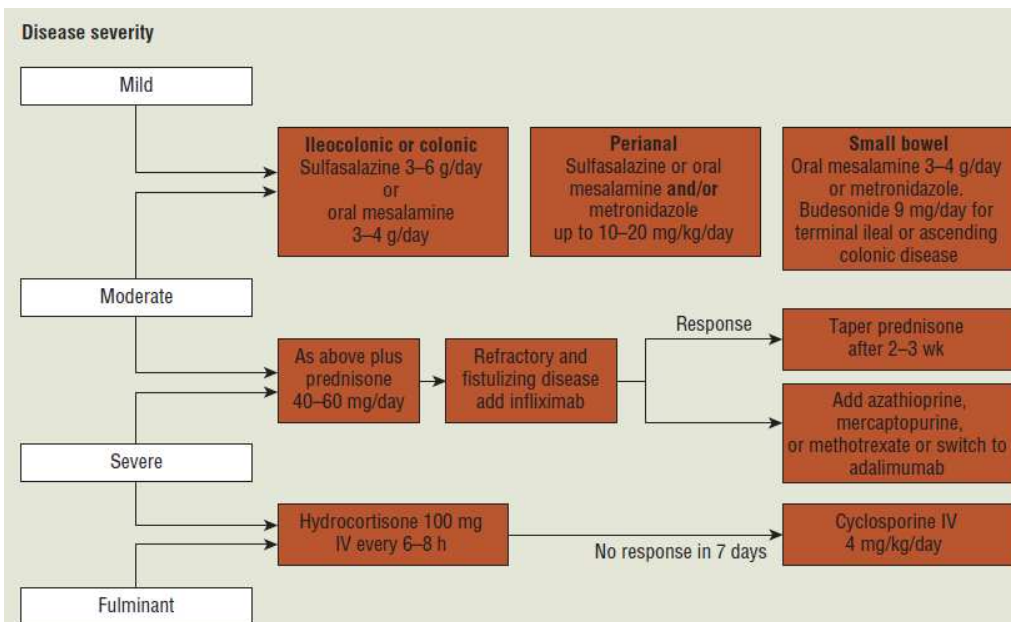 Disease severity
Mild
Ileocolonic or colonic
Sulfasalazine 3–6 g/day
or
oral mesalamine
3–4 g/day
Perianal
Sulfasalazine or oral
mesalamine and/or
metronidazole
up to 10–20 mg/kg/day
Small bowel
Oral mesalamine 3–4 g/day
or metronidazole.
Budesonide 9 mg/day for
terminal ileal or ascending
colonic disease
Moderate
As above plus
prednisone
40–60 mg/day
Refractory and
fistulizing disease
add infliximab
Response
Taper prednisone
after 2–3 wk
Add azathioprine,
mercaptopurine,
or methotrexate or switch to
adalimumab
Severe
Hydrocortisone 100 mg
IV every 6–8 h
No response in 7 days
Cyclosporine IV
4 mg/kg/day
Fulminant